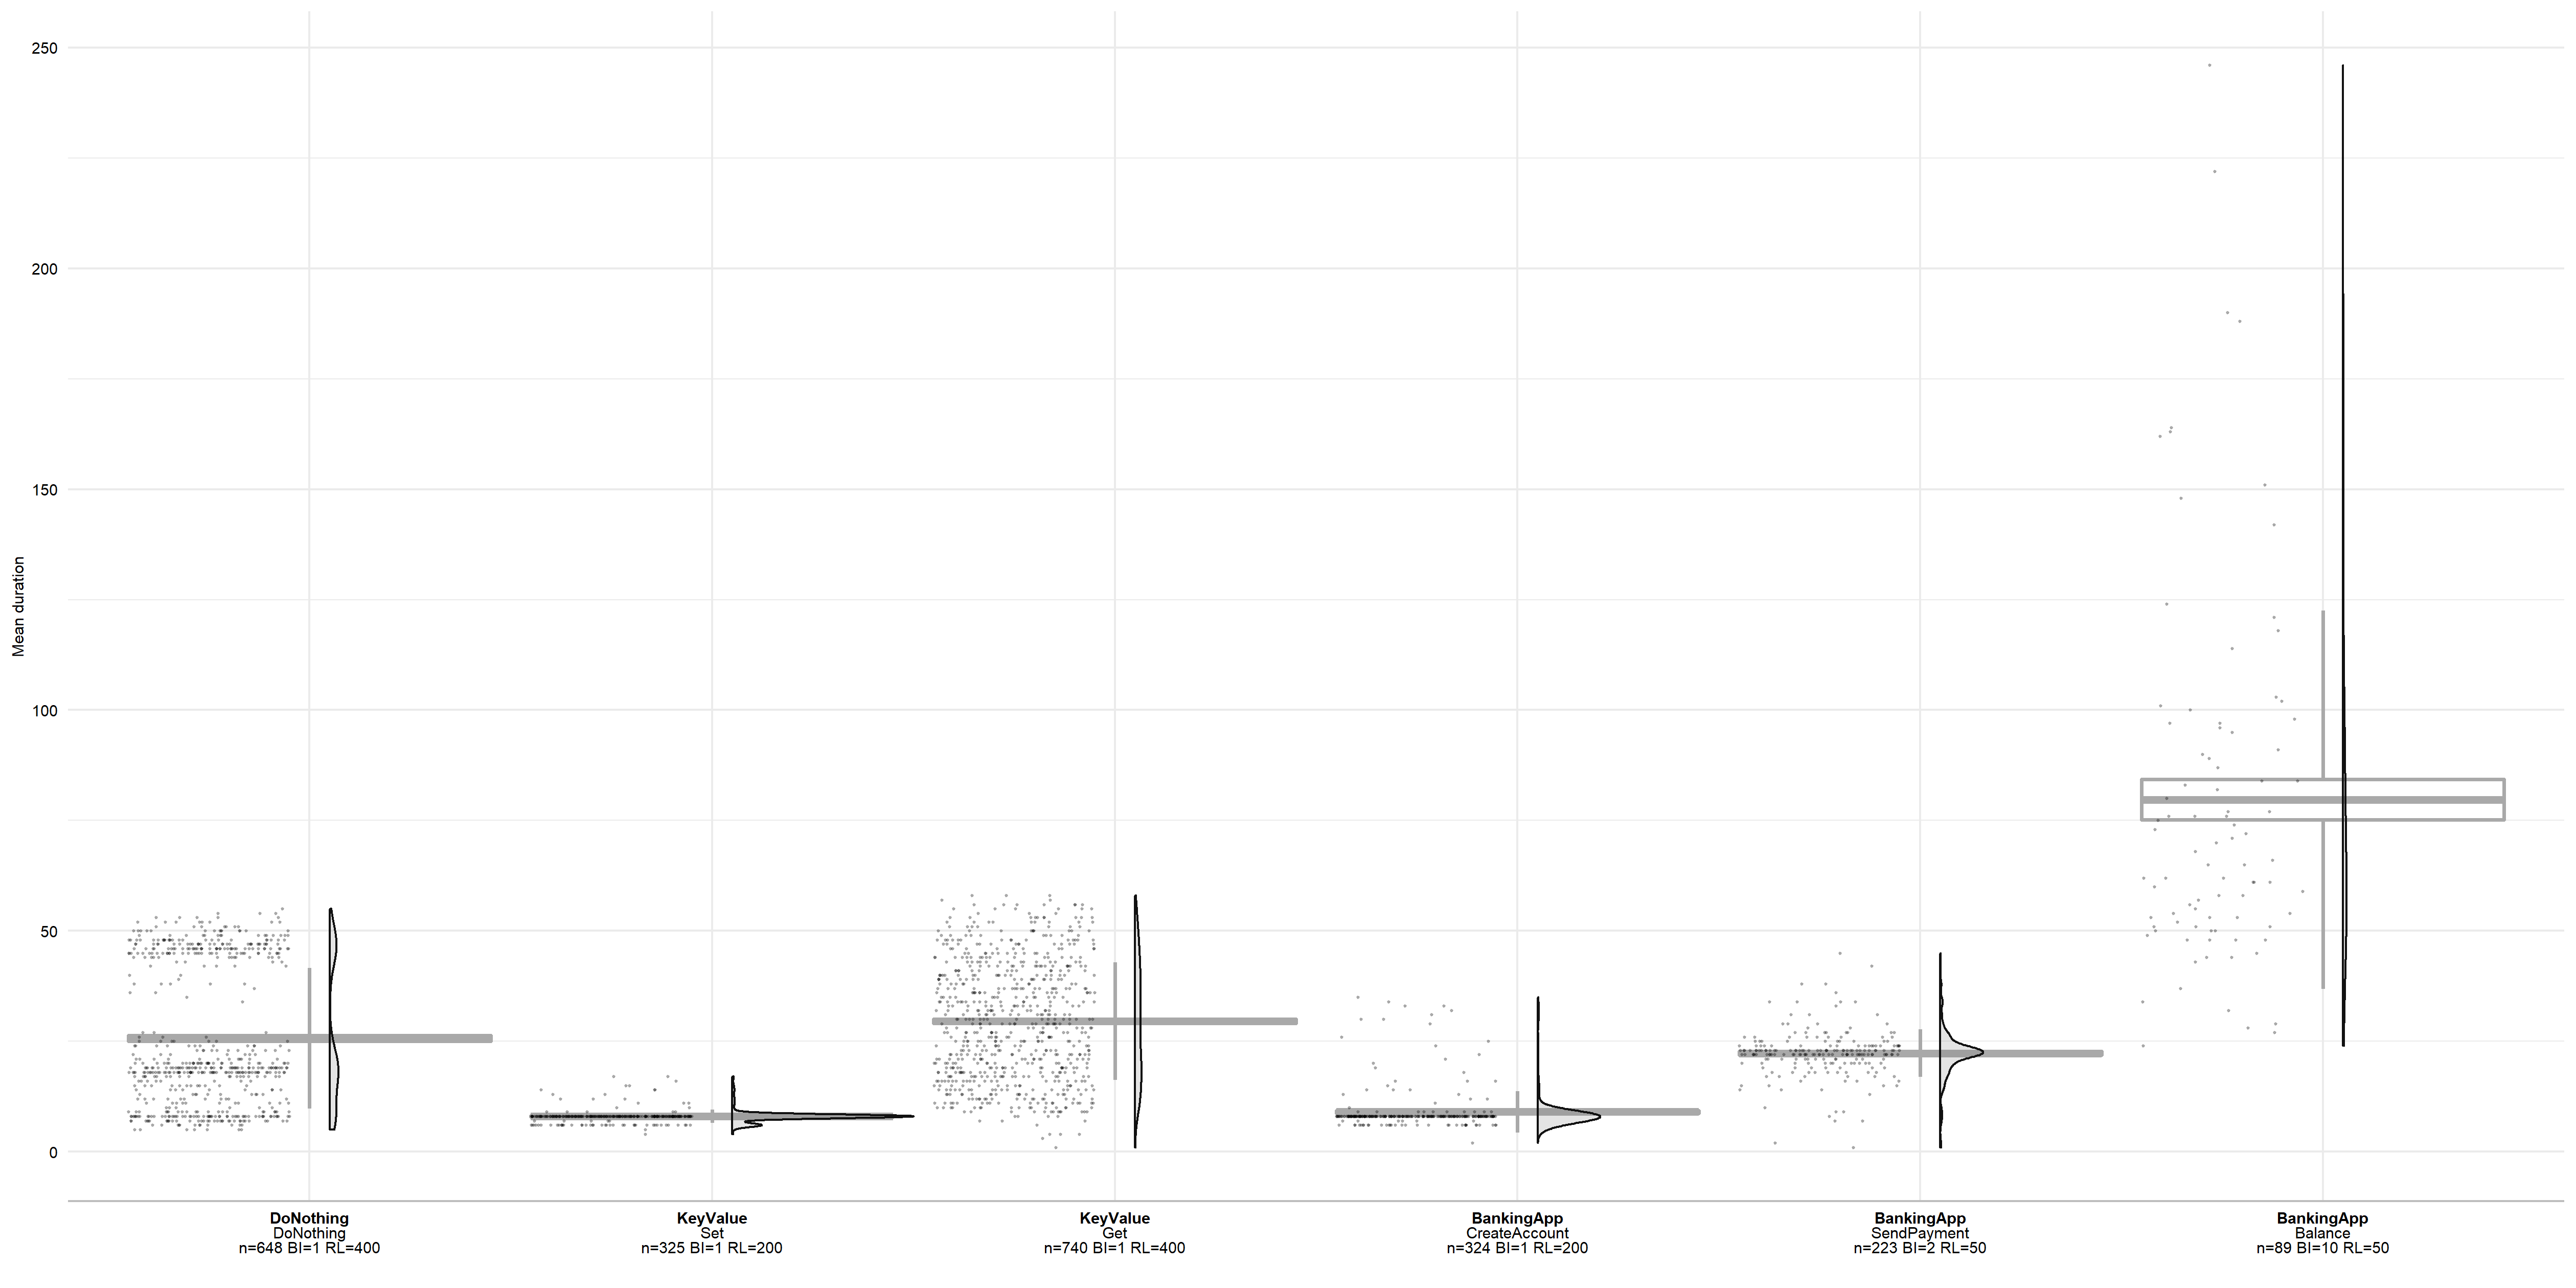 250
200
150
100
50
0
Mean duration
DoNothing
DoNothing
n=648 BI=1 RL=400
KeyValue
Set
n=325 BI=1 RL=200
KeyValue
Get
n=740 BI=1 RL=400
BankingApp
CreateAccount
n=324 BI=1 RL=200
BankingApp
SendPayment
n=223 BI=2 RL=50
BankingApp
Balance
n=89 BI=10 RL=50